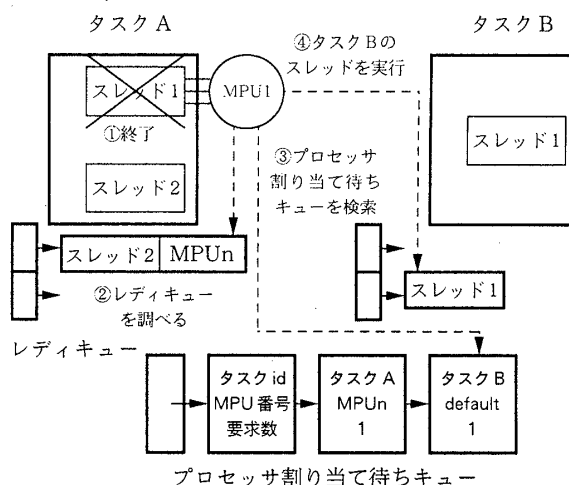 タスクA
タスクB
④タスクBの
スレッドを実行
スレッド1
MPU1
①終了
スレッド2
③プロセッサ
割り当て待ち
キューを検索
スレッド1
スレッド2 MPUn
②レディキュー
を調べる
スレッド1
レディキュー
タスクid
MPU番号
要求数
タスクA
MPUn
1
タスクB
default
1
プロセッサ割り当て待ちキュー